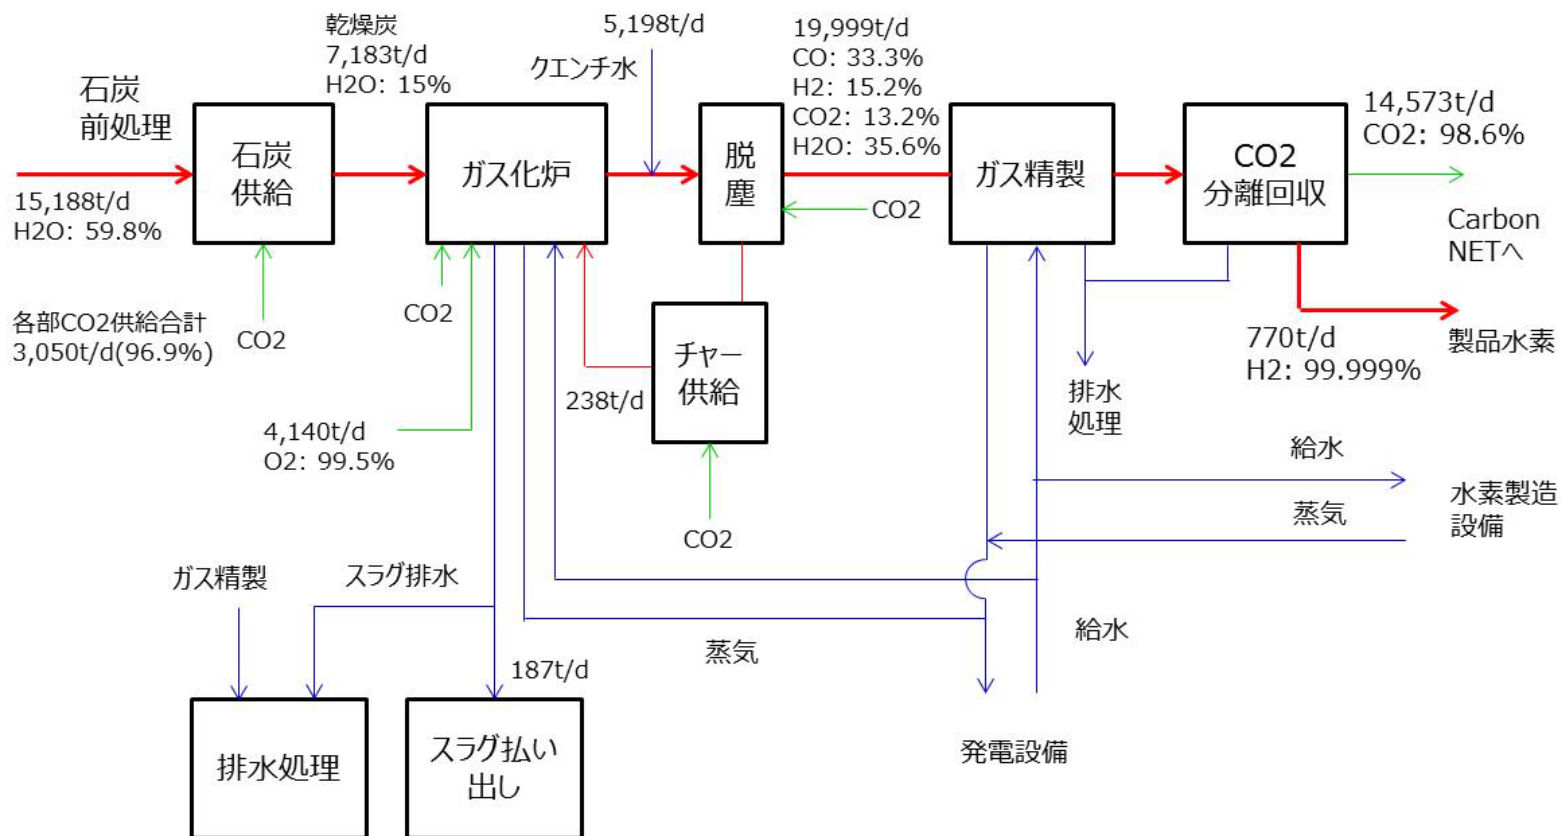 石炭
前処理
15,188t/d
H2O: 59.8%
石炭
供給
CO2
各部CO2供給合計
3,050t/d(96.9%)
乾燥炭
7,183t/d
H2O: 15%
ガス化炉
CO2
4,140t/d
O2: 99.5%
5,198t/d
クエンチ水
脱
塵
CO2
チャー
供給
238t/d
CO2
19,999t/d
CO: 33.3%
H2: 15.2%
CO2: 13.2%
H2O: 35.6%
ガス精製
CO2
分離回収
14,573t/d
CO2: 98.6%
Carbon
NETへ
770t/d
H2: 99.999%
製品水素
排水
処理
給水
蒸気
水素製造
設備
ガス精製
スラグ排水
蒸気
給水
187t/d
排水処理
スラグ払い
出し
発電設備